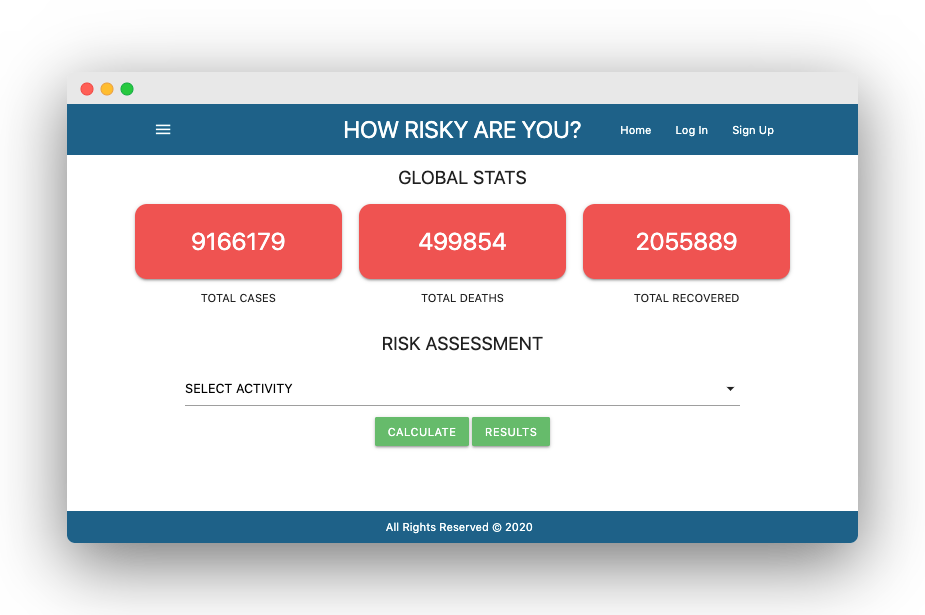 HOW RISKY ARE YOU? Home Log In Sign Up
GLOBAL STATS
9166179 499854 2055889
TOTAL CASES TOTAL DEATHS TOTAL RECOVERED
RISK ASSESSMENT
SELECT ACTIVITY
CALCULATE RESULTS
All Rights Reserved © 2020